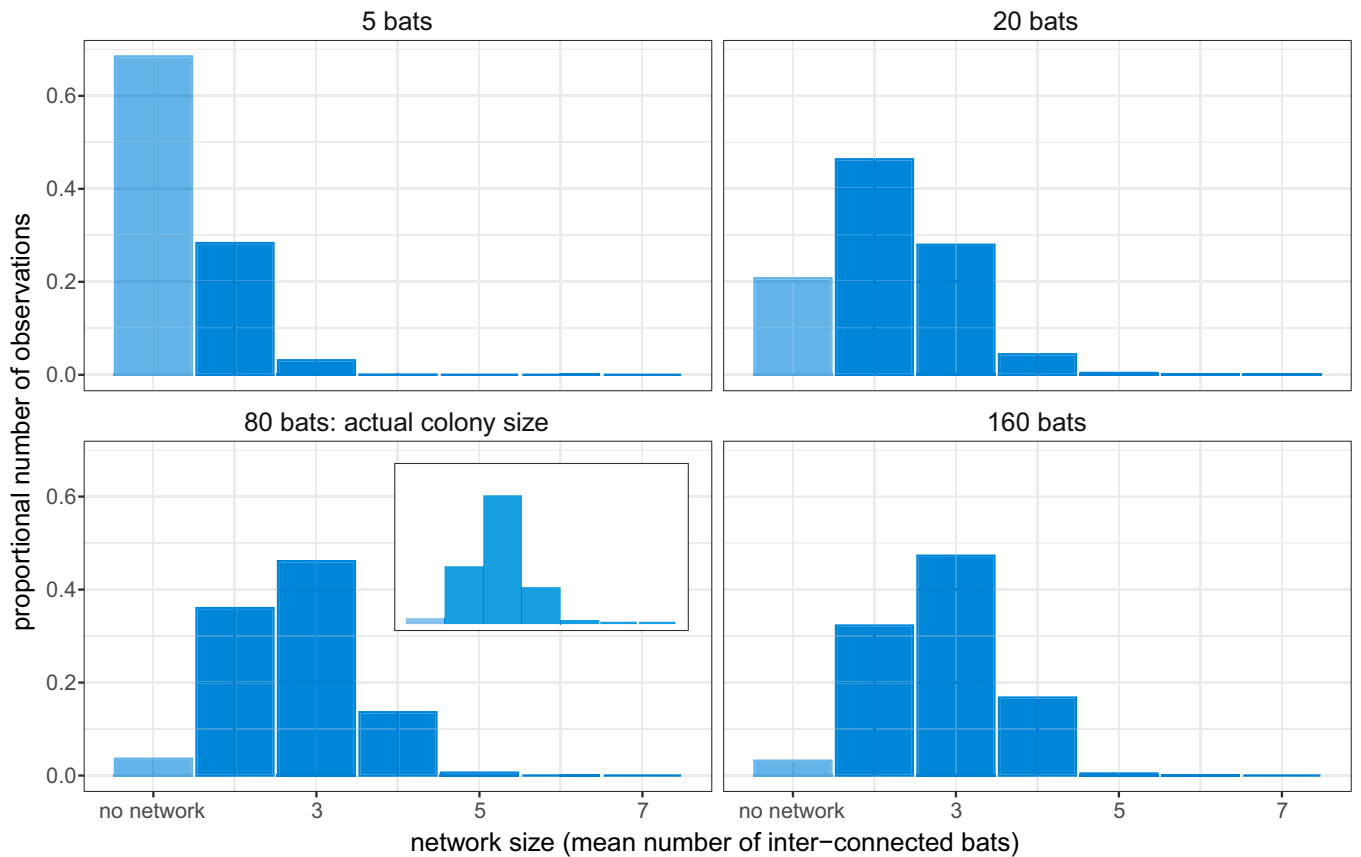 5 bats
20 bats
0.6
0.4
0.2
0.0
80 bats: actual colony size
160 bats
0.6
0.4
0.2
0.0
no network 3 5 7
no network 3 5 7
network size (mean number of inter−connected bats)
proportional number of observations